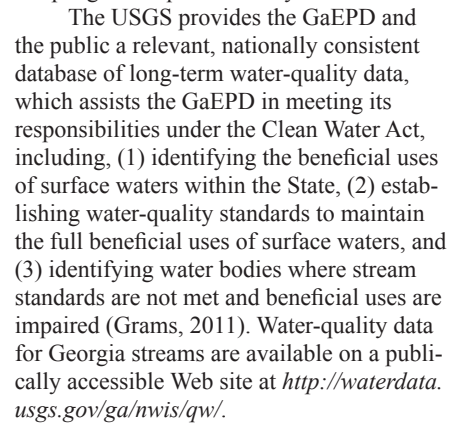 The USGS provides the GaEPD and
the public a relevant, nationally consistent
database of long-term water-quality data,
which assists the GaEPD in meeting its
responsibilities under the Clean Water Act,
including, (1) identifying the beneficial uses
of surface waters within the State, (2) estab-
lishing water-quality standards to maintain
the full beneficial uses of surface waters, and
(3) identifying water bodies where stream
standards are not met and beneficial uses are
impaired (Grams, 2011). Water-quality data
for Georgia streams are available on a publi-
cally accessible Web site at http://waterdata.
usgs.gov/ga/nwis/qw/.